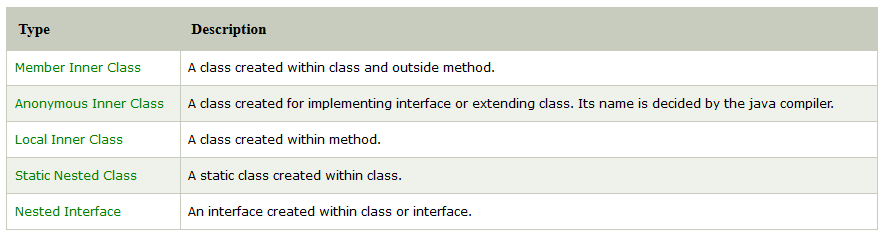 Type Description
Member Inner Class A class created within class and outside method.
Anonymous Inner Class A class created for implementing interface or extending class. Its name is decided by the java compiler.
Local Inner Class A class created within method.
Static Nested Class A static class created within class.
Nested Interface An interface created within class or interface.